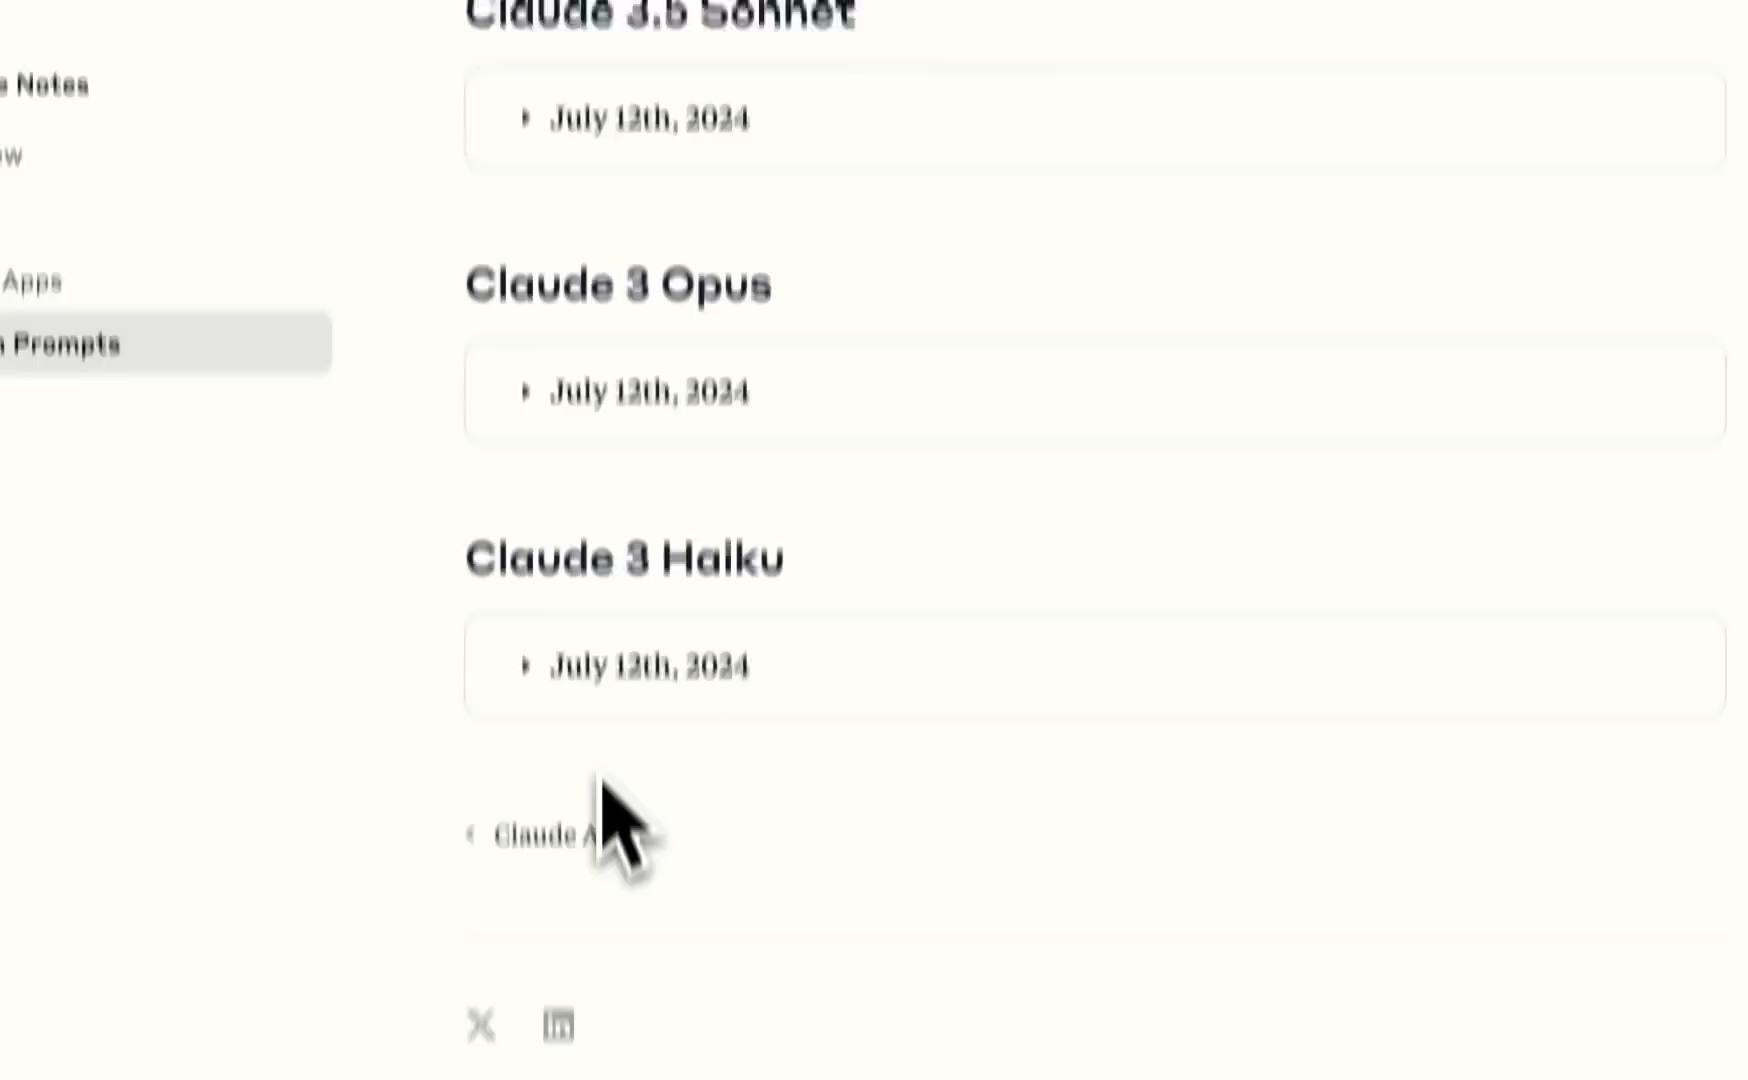 Claude 3.5 Sonnet
Notes
July 12th, 2024
Claude 3 Opus
Apps
Prompts
July 12th, 2024
Claude 3 Haiku
July 12th, 2024
Claude